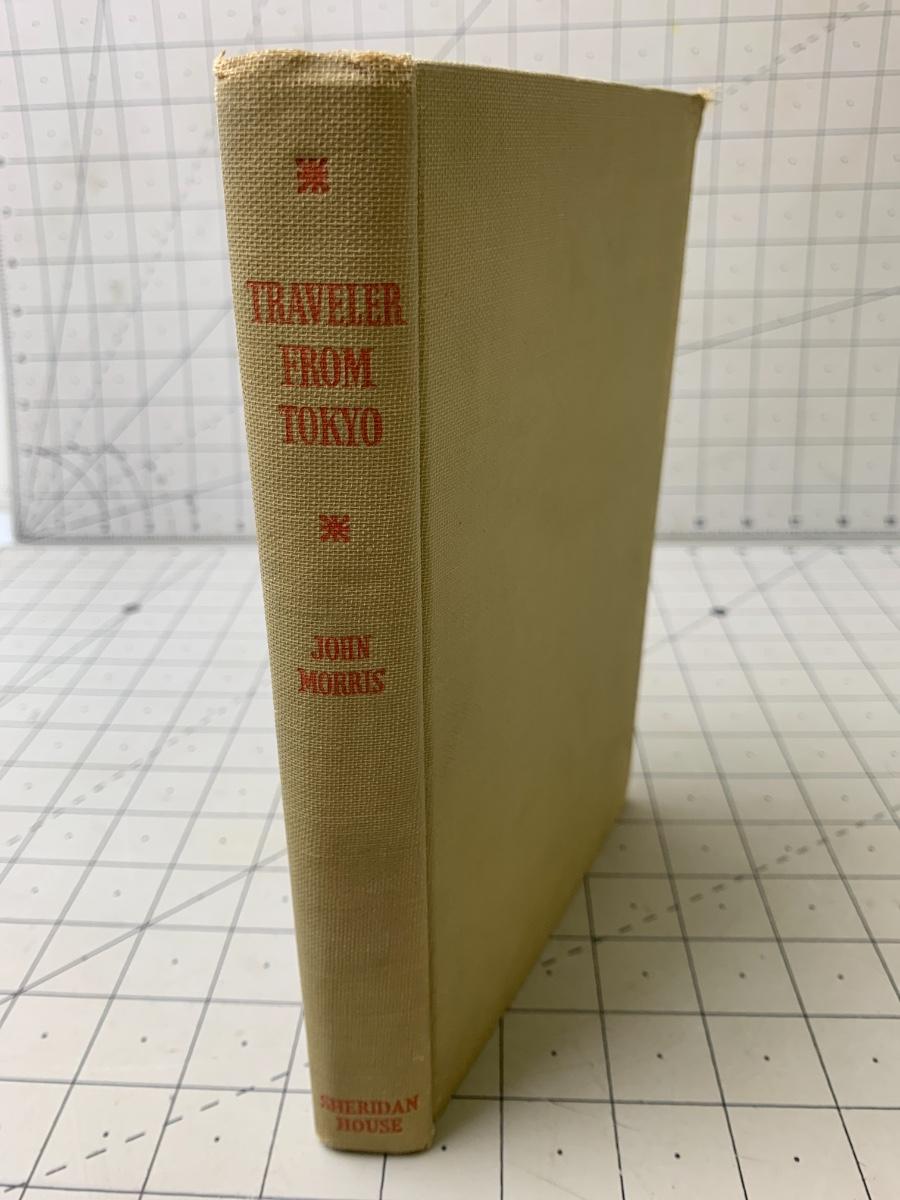 TRAVELER
FROM
TOKYO
JOHN
MORRIS
SHERIDAN
HOUSE